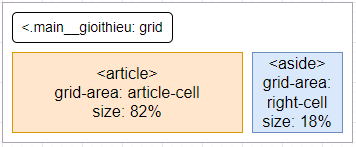 <.main__gioithieu: grid
<article>
grid-area: article-cell
size: 82%
<aside>
grid-area:
right-cell
size: 18%